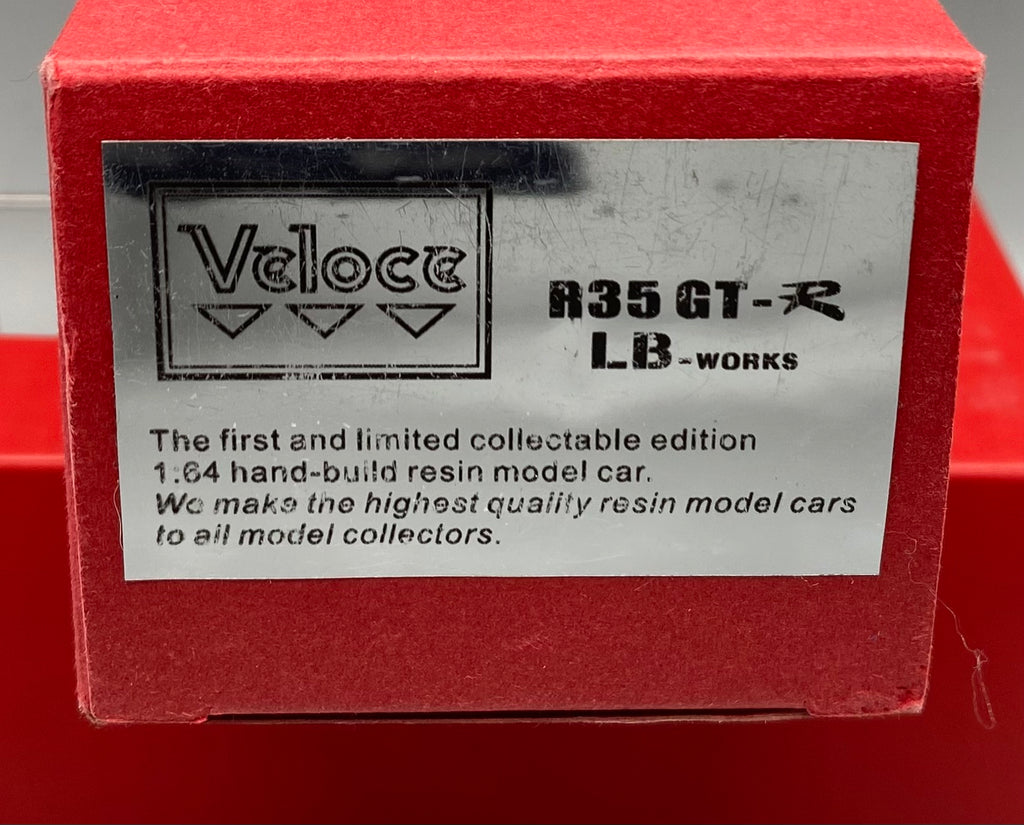 Veloce
R35 GT-R
LB-WORKS
The first and limited collectable edition
1:64 hand-build resin model car.
We make the highest quality resin model cars
to all model collectors.